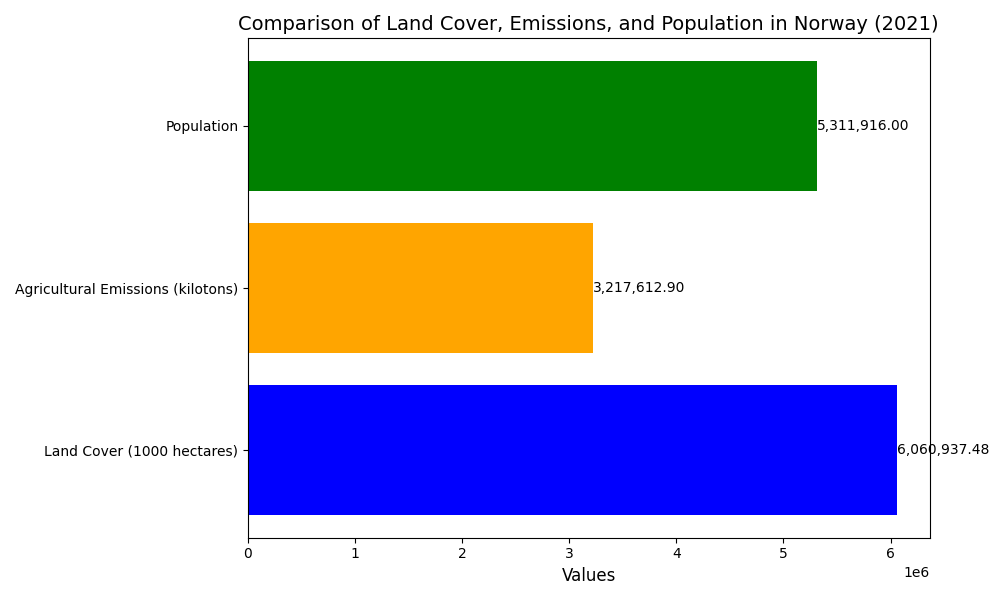 Comparison of Land Cover, Emissions, and Population in Norway (2021)
Population
5,311,916.00
Agricultural Emissions (kilotons)
3,217,612.90
Land Cover (1000 hectares)
6,060,937.48
0 1 2 3 4 5 6
1e6
Values